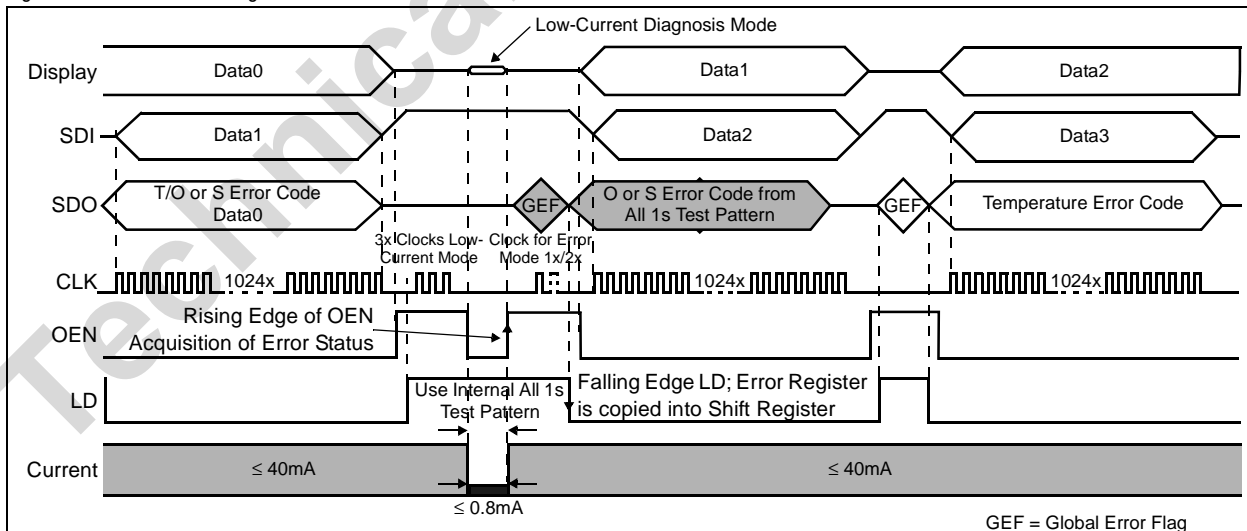 Low-Current Diagnosis Mode
Display
Data0
Data1
Data2
SDI
Data1
Data2
Data3
SDO
T/O or S Error Code
Data0
GEF
O or S Error Code from
All 1s Test Pattern
GEF
Temperature Error Code
3x Clocks Low-
Current Mode
Clock for Error
Mode 1x/2x
CLK
1024x
1024x
1024x
OEN
Rising Edge of OEN
Acquisition of Error Status
LD
Use Internal All 1s
Test Pattern
Falling Edge LD; Error Register
is copied into Shift Register
Current
≤ 40mA
≤ 40mA
≤ 0.8mA
GEF = Global Error Flag
Technica